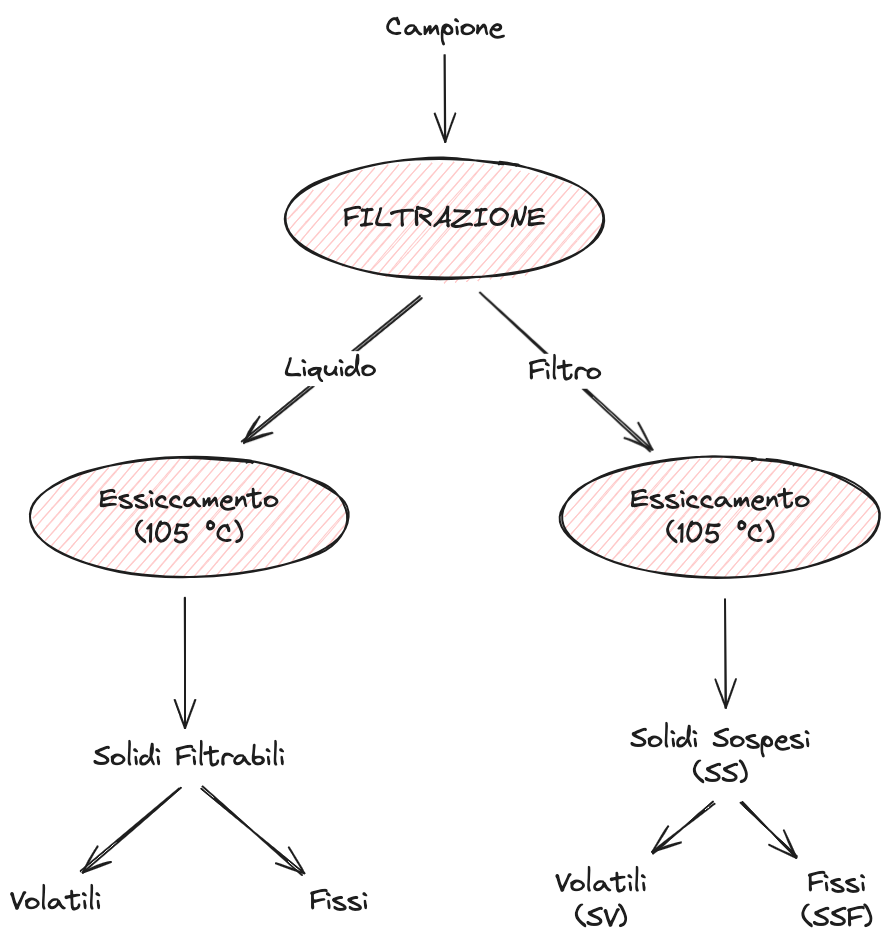 Campione
FILTRAZIONE
Liquido
Filtro
Essiccamento
(105 °C)
Essiccamento
(105 °C)
Solidi Filtrabili
Solidi Sospesi
(SS)
Volatili
Fissi
Volatili
(SV)
Fissi
(SSF)